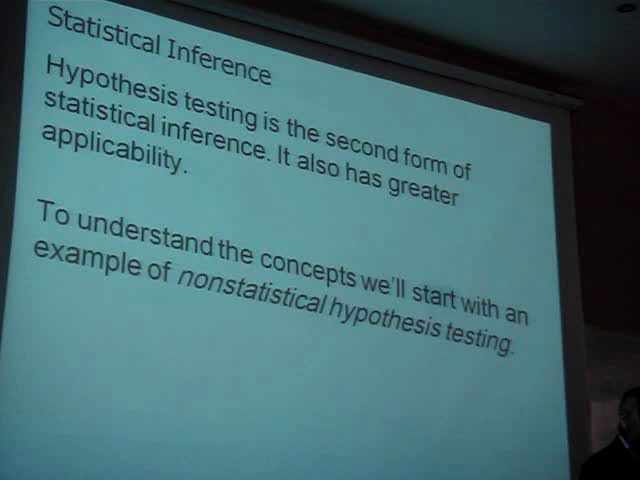 Statistical Inference
Hypothesis testing is the second form of
statistical inference. It also has greater
applicability.
To understand the concepts we'll start with an
example of nonstatistical hypothesis testing.